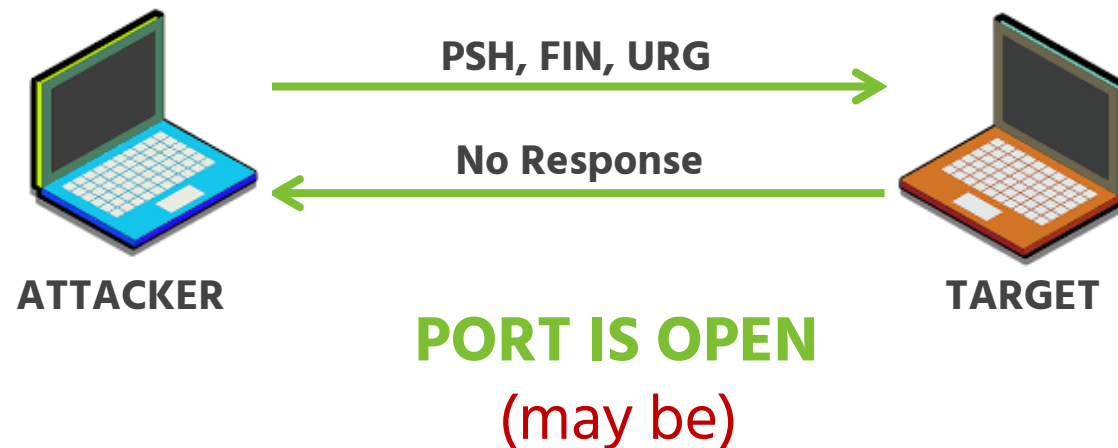 PSH, FIN, URG
No Response
ATTACKER
TARGET
PORT IS OPEN
(may be)